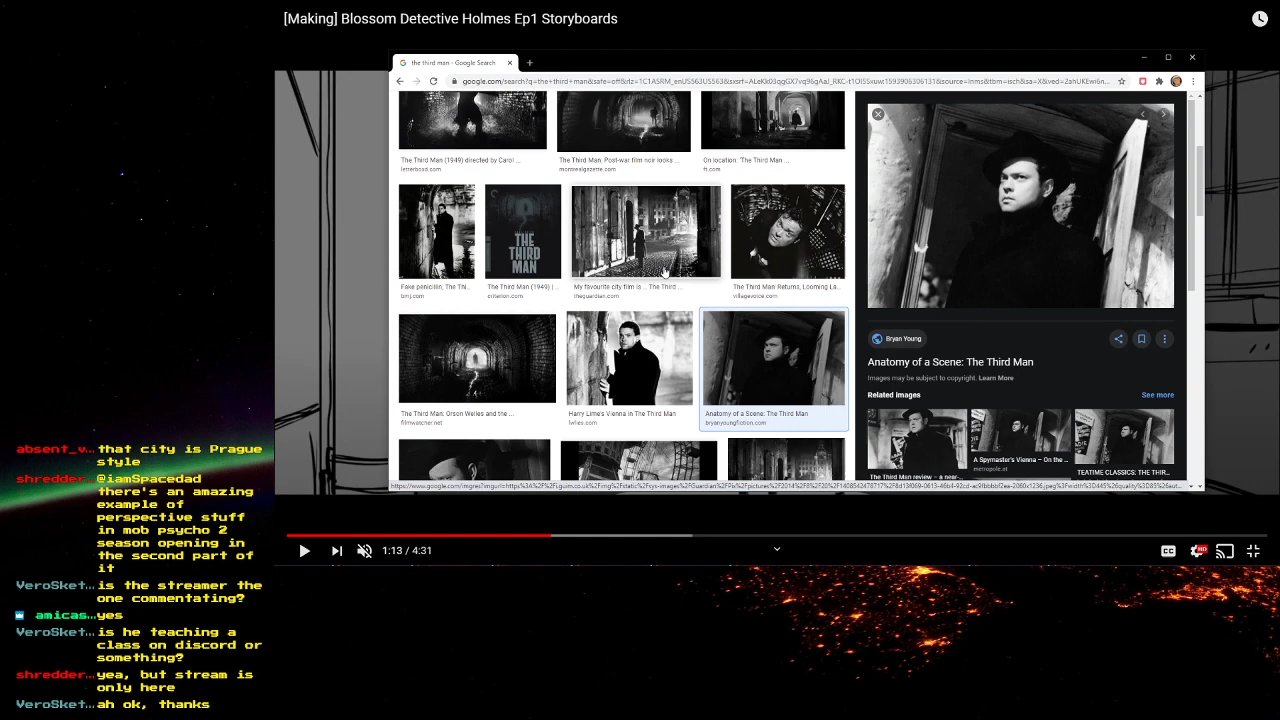 [Making] Blossom Detective Holmes Ep1 Storyboards
the third man - Google Search
The Third Man (1949) directed by Carol ...
letterboxd.com
The Third Man: Post-war film noir looks ...
montrealgazette.com
On location: 'The Third Man ...
ft.com
THE
THIRD
MAN
Fake penicillin, The Thi...
bmj.com
The Third Man (1949) | ...
criterion.com
My favourite city film is ... The Third ...
theguardian.com
The Third Man Returns, Looming La...
villagevoice.com
The Third Man: Orson Welles and the ...
filmwatcher.net
Harry Lime's Vienna in The Third Man
lwlies.com
Anatomy of a Scene: The Third Man
bryanyoungfiction.com
Bryan Young
Anatomy of a Scene: The Third Man
Images may be subject to copyright. Learn More
Related images
See more
The Third Man review – a near-...
A Spymaster's Vienna – On the ...
metropole.at
TEATIME CLASSICS: THE THIR...
1:13 / 4:31
CC
HD
absent_v... that city is Prague
style
shredder... @iamSpacedad
there's an amazing
example of
perspective stuff
in mob psycho 2
season opening in
the second part of
it
VeroSket... is the streamer the
one commentating?
amicas... yes
VeroSket... is he teaching a
class on discord or
something?
shredder... yea, but stream is
only here
VeroSket... ah ok, thanks